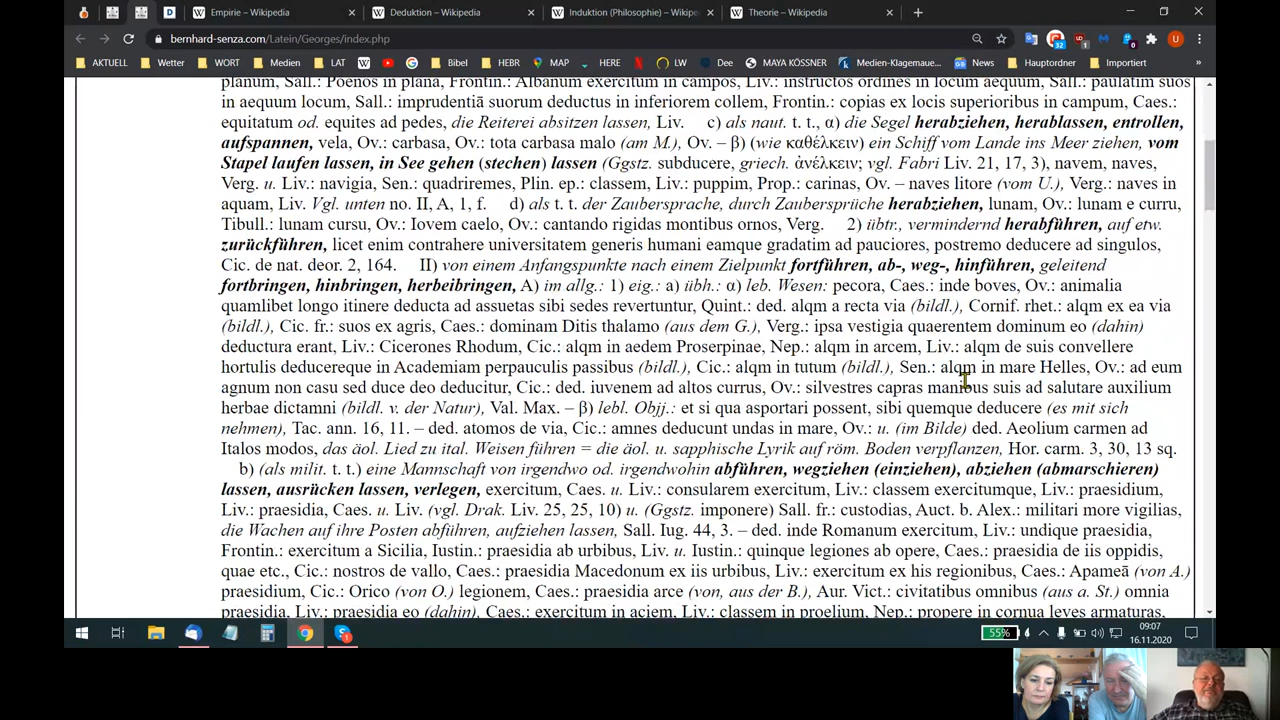 Empirie – Wikipedia
Deduktion – Wikipedia
Induktion (Philosophie) – Wikipe
Theorie – Wikipedia
bernhard-senza.com/Latein/Georges/index.php
AKTUELL Wetter WORT Medien LAT Bibel HEBR MAP HERE LW Dee MAYA KÖSSNER Medien-Klagemaue... News Hauptordner Importiert
planum, Sall.: Poenos in plana, Frontin.: Albanum exercitum in campos, Liv.: instructos ordines in locum aequum, Sall.: paulatim suos
in aequum locum, Sall.: imprudentiā suorum deductus in inferiorem collem, Frontin.: copias ex locis superioribus in campum, Caes.:
equitatum od. equites ad pedes, die Reiterei absitzen lassen, Liv. c) als naut. t. t., α) die Segel herabziehen, herablassen, entrollen,
aufspannen, vela, Ov.: carbasa, Ov.: tota carbasa malo (am M.), Ov. – β) (wie καθέλκειν) ein Schiff vom Lande ins Meer ziehen, vom
Stapel laufen lassen, in See gehen (stechen) lassen (Ggstz. subducere, griech. ἀνέλκειν; vgl. Fabri Liv. 21, 17, 3), navem, naves,
Verg. u. Liv.: navigia, Sen.: quadriremes, Plin. ep.: classem, Liv.: puppim, Prop.: carinas, Ov. – naves litore (vom U.), Verg.: naves in
aquam, Liv. Vgl. unten no. II, A, 1, f. d) als t. t. der Zaubersprache, durch Zaubersprüche herabziehen, lunam, Ov.: lunam e curru,
Tibull.: lunam cursu, Ov.: Iovem caelo, Ov.: cantando rigidas montibus ornos, Verg. 2) übtr., vermindernd herabführen, auf etw.
zurückführen, licet enim contrahere universitatem generis humani eamque gradatim ad pauciores, postremo deducere ad singulos,
Cic. de nat. deor. 2, 164. II) von einem Anfangspunkte nach einem Zielpunkt fortführen, ab-, weg-, hinführen, geleitend
fortbringen, hinbringen, herbeibringen, A) im allg.: 1) eig.: a) übh.: α) leb. Wesen: pecora, Caes.: inde boves, Ov.: animalia
quamlibet longo itinere deducta ad assuetas sibi sedes revertuntur, Quint.: ded. alqm a recta via (bildl.), Cornif. rhet.: alqm ex ea via
(bildl.), Cic. fr.: suos ex agris, Caes.: dominam Ditis thalamo (aus dem G.), Verg.: ipsa vestigia quaerentem dominum eo (dahin)
deductura erant, Liv.: Cicerones Rhodum, Cic.: alqm in aedem Proserpinae, Nep.: alqm in arcem, Liv.: alqm de suis convellere
hortulis deducereque in Academiam perpauculis passibus (bildl.), Cic.: alqm in tutum (bildl.), Sen.: alqm in mare Helles, Ov.: ad eum
agnum non casu sed duce deo deducitur, Cic.: ded. iuvenem ad altos currus, Ov.: silvestres capras manibus suis ad salutare auxilium
herbae dictamni (bildl. v. der Natur), Val. Max. – β) lebl. Objj.: et si qua asportari possent, sibi quemque deducere (es mit sich
nehmen), Tac. ann. 16, 11. – ded. atomos de via, Cic.: amnes deducunt undas in mare, Ov.: u. (im Bilde) ded. Aeolium carmen ad
Italos modos, das äol. Lied zu ital. Weisen führen = die äol. u. sapphische Lyrik auf röm. Boden verpflanzen, Hor. carm. 3, 30, 13 sq.
b) (als milit. t. t.) eine Mannschaft von irgendwo od. irgendwohin abführen, wegziehen (einziehen), abziehen (abmarschieren)
lassen, ausrücken lassen, verlegen, exercitum, Caes. u. Liv.: consularem exercitum, Liv.: classem exercitumque, Liv.: praesidium,
Liv.: praesidia, Caes. u. Liv. (vgl. Drak. Liv. 25, 25, 10) u. (Ggstz. imponere) Sall. fr.: custodias, Auct. b. Alex.: militari more vigilias,
die Wachen auf ihre Posten abführen, aufziehen lassen, Sall. Iug. 44, 3. – ded. inde Romanum exercitum, Liv.: undique praesidia,
Frontin.: exercitum a Sicilia, Iustin.: praesidia ab urbibus, Liv. u. Iustin.: quinque legiones ab opere, Caes.: praesidia de iis oppidis,
quae etc., Cic.: nostros de vallo, Caes.: praesidia Macedonum ex iis urbibus, Liv.: exercitum ex his regionibus, Caes.: Apameā (von A.)
praesidium, Cic.: Orico (von O.) legionem, Caes.: praesidia arce (von, aus der B.), Aur. Vict.: civitatibus omnibus (aus a. St.) omnia
praesidia, Liv.: praesidia eo (dahin), Caes.: exercitum in aciem, Liv.: classem in proelium, Nep.: propere in cornua leves armaturas,
55%
09:07
16.11.2020